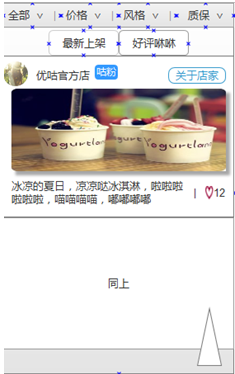 全部 ∨ | 价格 ∨ | 风格 ∨ | 质保 ∨
最新上架 好评咻咻
优咕官方店 咕粉 关于店家
Yogurtland Yogurtland
冰凉的夏日，凉凉哒冰淇淋，啦啦啦
啦啦啦，喵喵喵喵，嘟嘟嘟嘟 | 12
同上